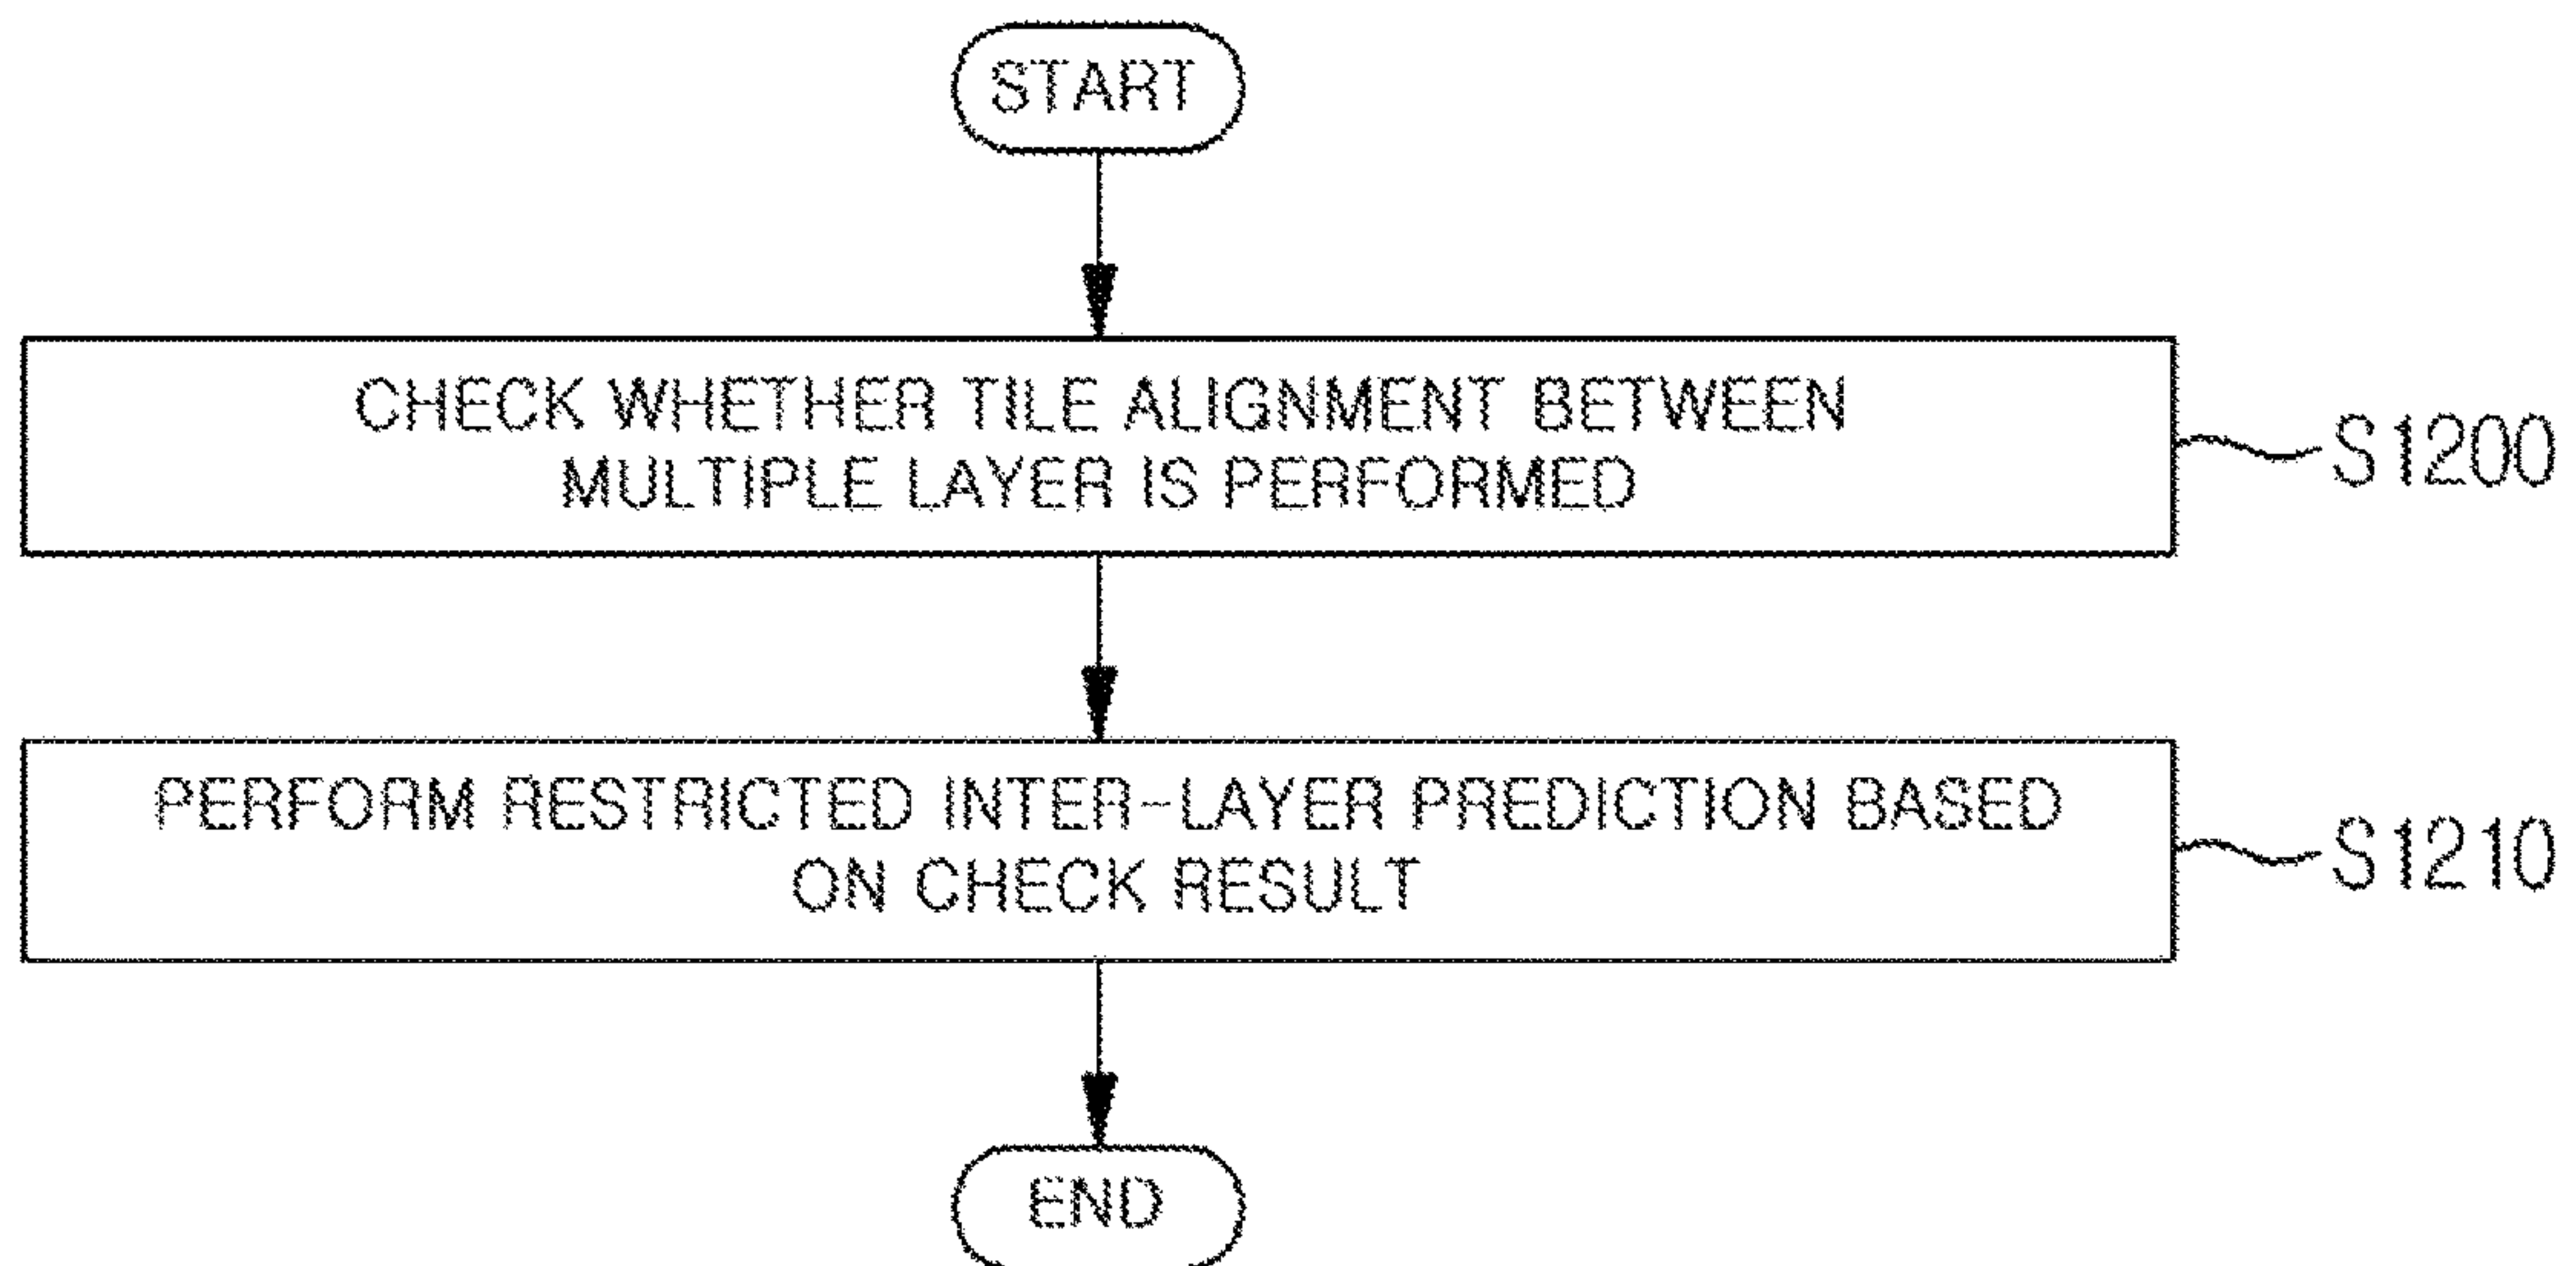 START
CHECK WHETHER TILE ALIGNMENT BETWEEN
MULTIPLE LAYER IS PERFORMED
S1200
PERFORM RESTRICTED INTER-LAYER PREDICTION BASED
ON CHECK RESULT
S1210
END